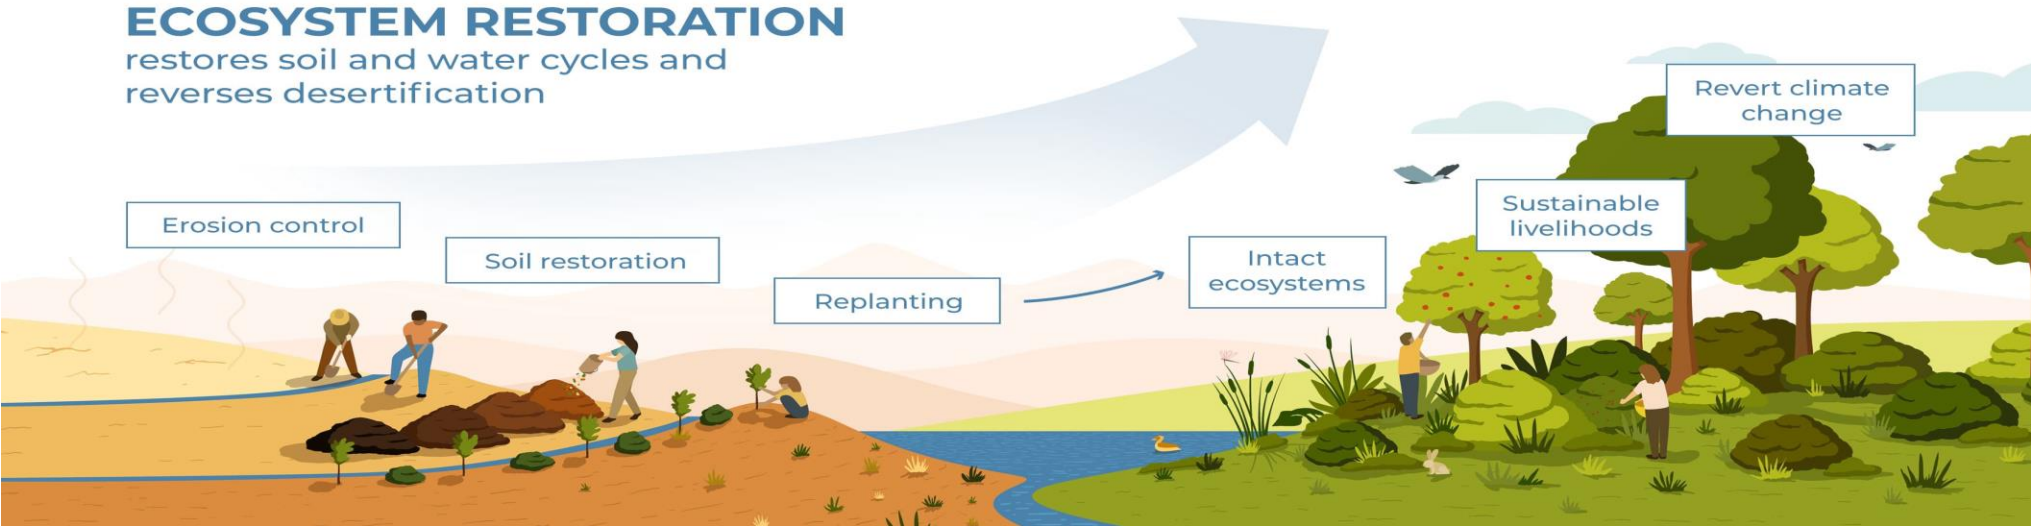 ECOSYSTEM RESTORATION
restores soil and water cycles and
reverses desertification
Erosion control
Soil restoration
Replanting
Intact
ecosystems
Sustainable
livelihoods
Revert climate
change